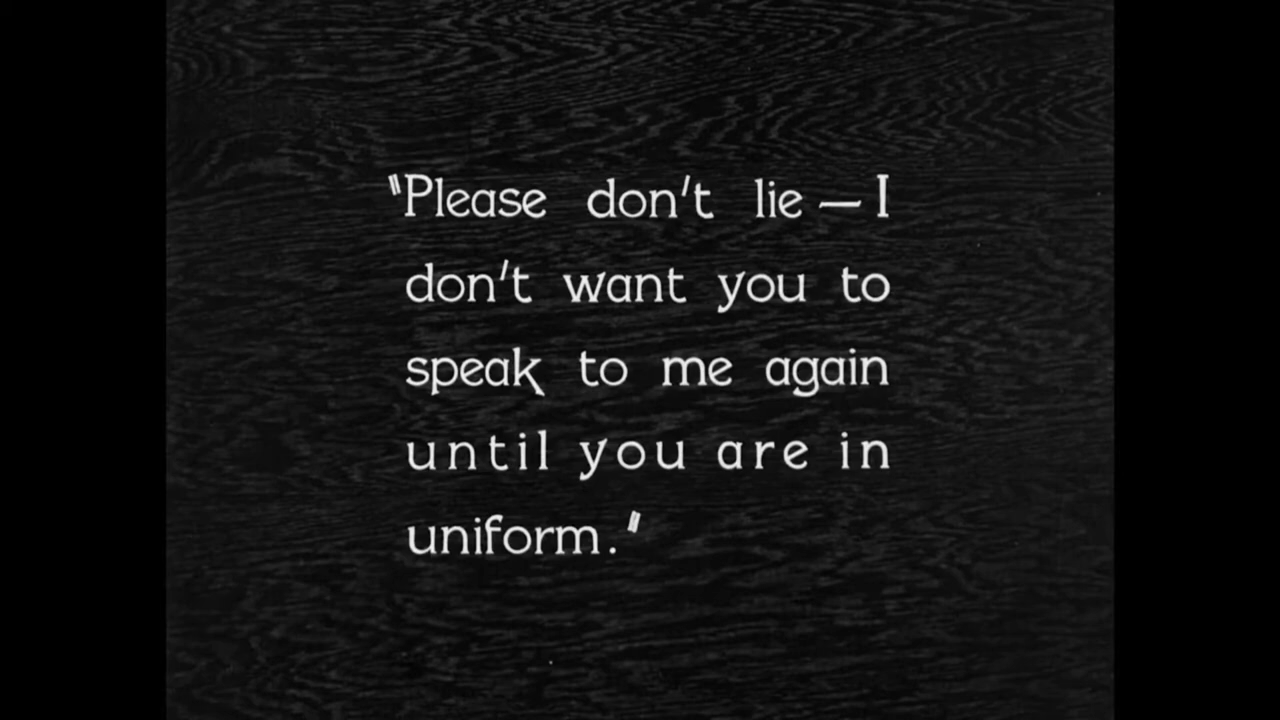 "Please don't lie — I
don't want you to
speak to me again
until you are in
uniform."